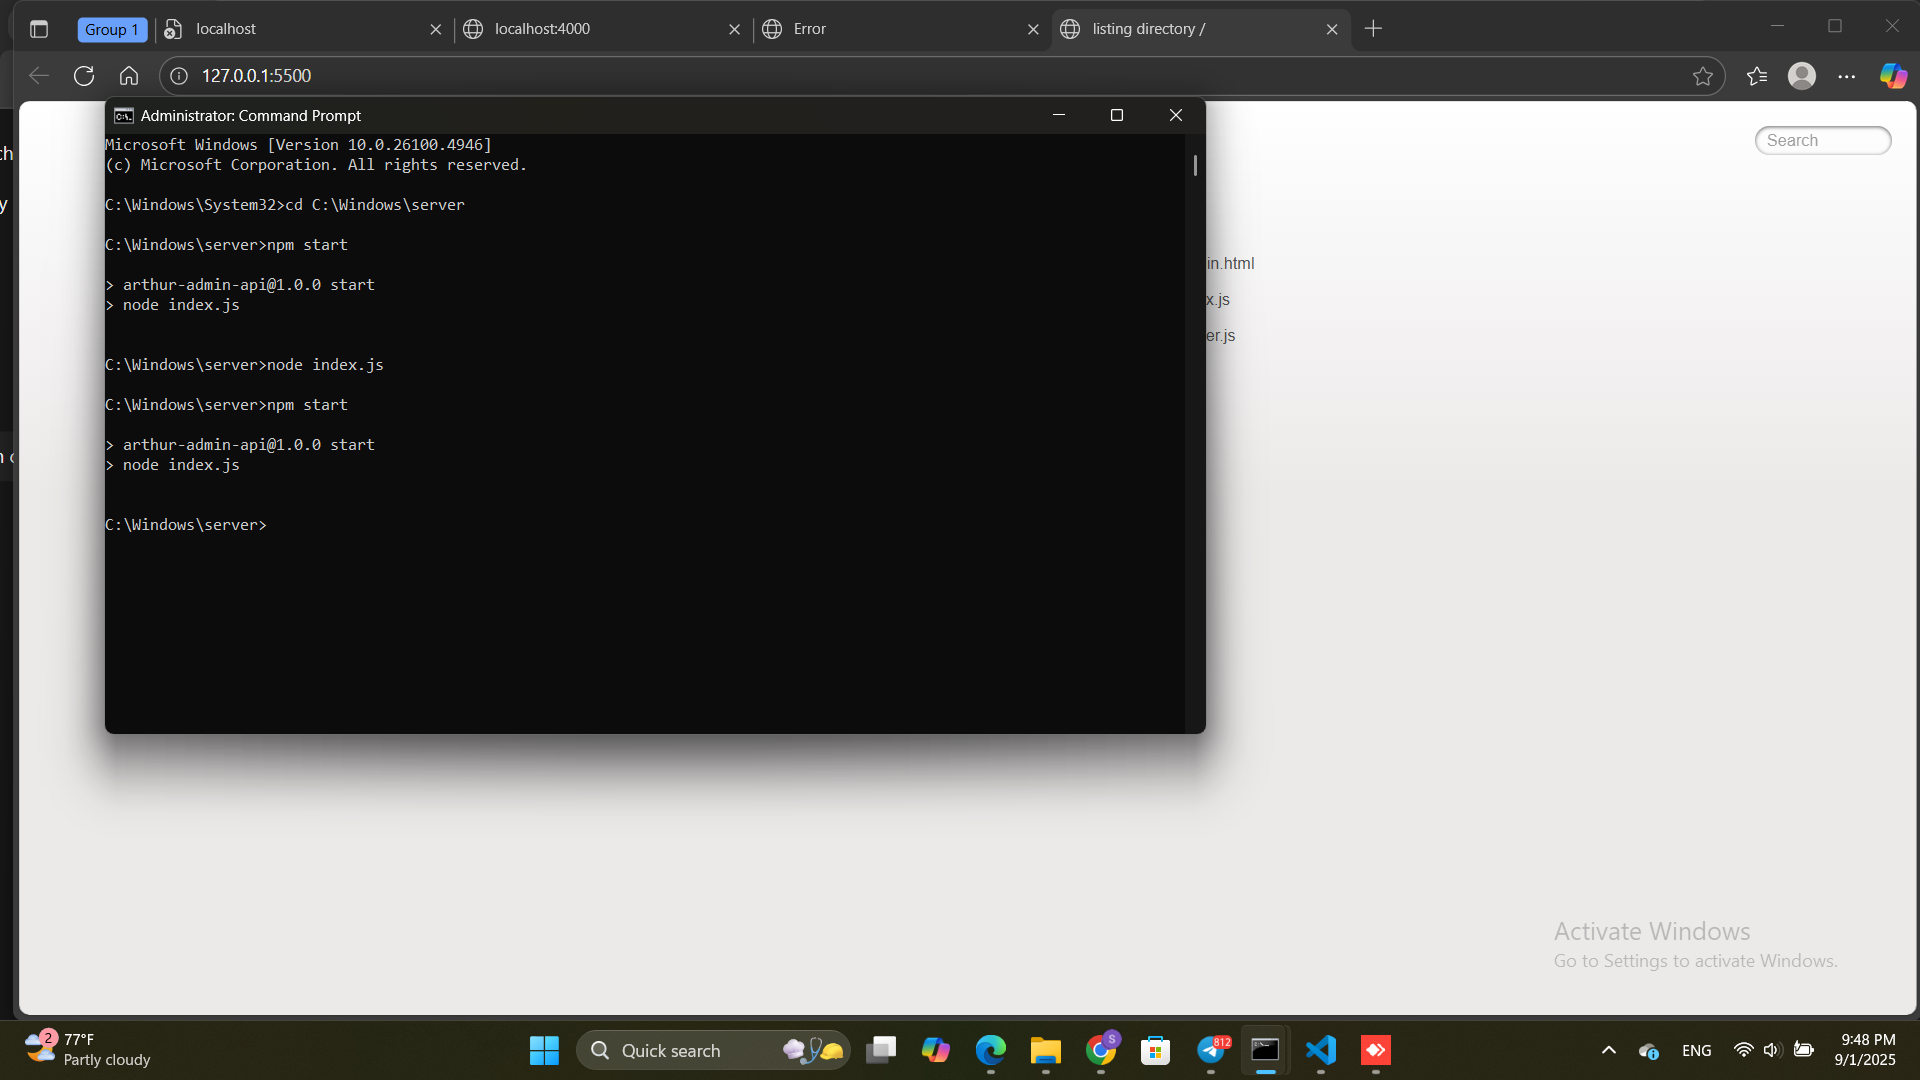 Group 1
localhost
localhost:4000
Error
listing directory /
127.0.0.1:5500
Administrator: Command Prompt
Microsoft Windows [Version 10.0.26100.4946]
(c) Microsoft Corporation. All rights reserved.
C:\Windows\System32>cd C:\Windows\server
C:\Windows\server>npm start
> arthur-admin-api@1.0.0 start
> node index.js
C:\Windows\server>node index.js
C:\Windows\server>npm start
> arthur-admin-api@1.0.0 start
> node index.js
C:\Windows\server>
Search
in.html
x.js
er.js
ch
y
Activate Windows
Go to Settings to activate Windows.
2
77°F
Partly cloudy
Quick search
S
812
ENG
9:48 PM
9/1/2025